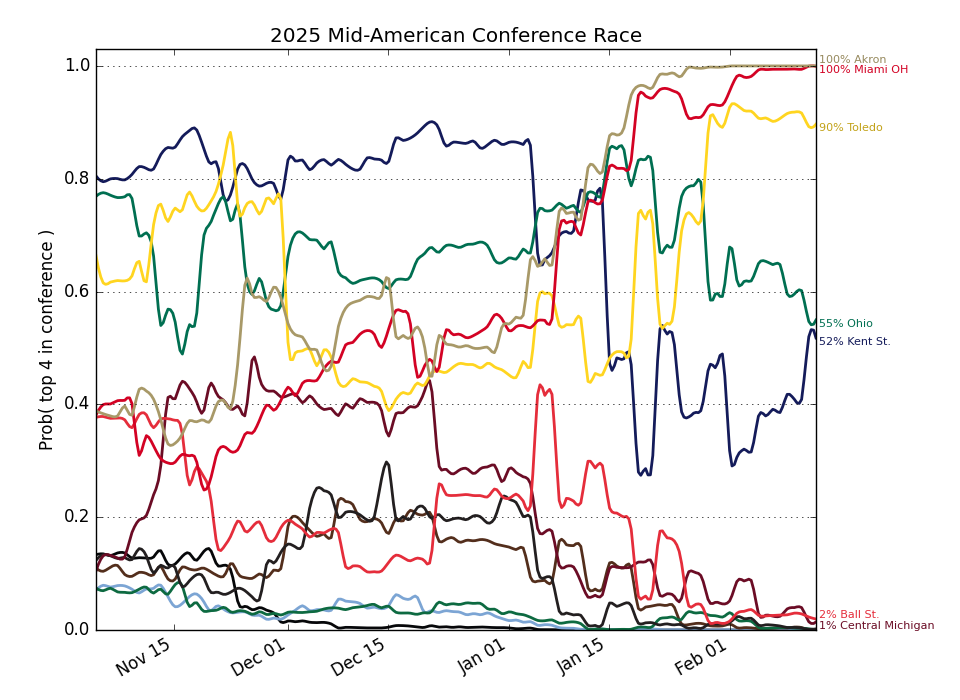 2025 Mid-American Conference Race
Prob( top 4 in conference )
1.0
0.8
0.6
0.4
0.2
0.0
100% Akron
100% Miami OH
90% Toledo
55% Ohio
52% Kent St.
2% Ball St.
1% Central Michigan
Nov 15
Dec 01
Dec 15
Jan 01
Jan 15
Feb 01